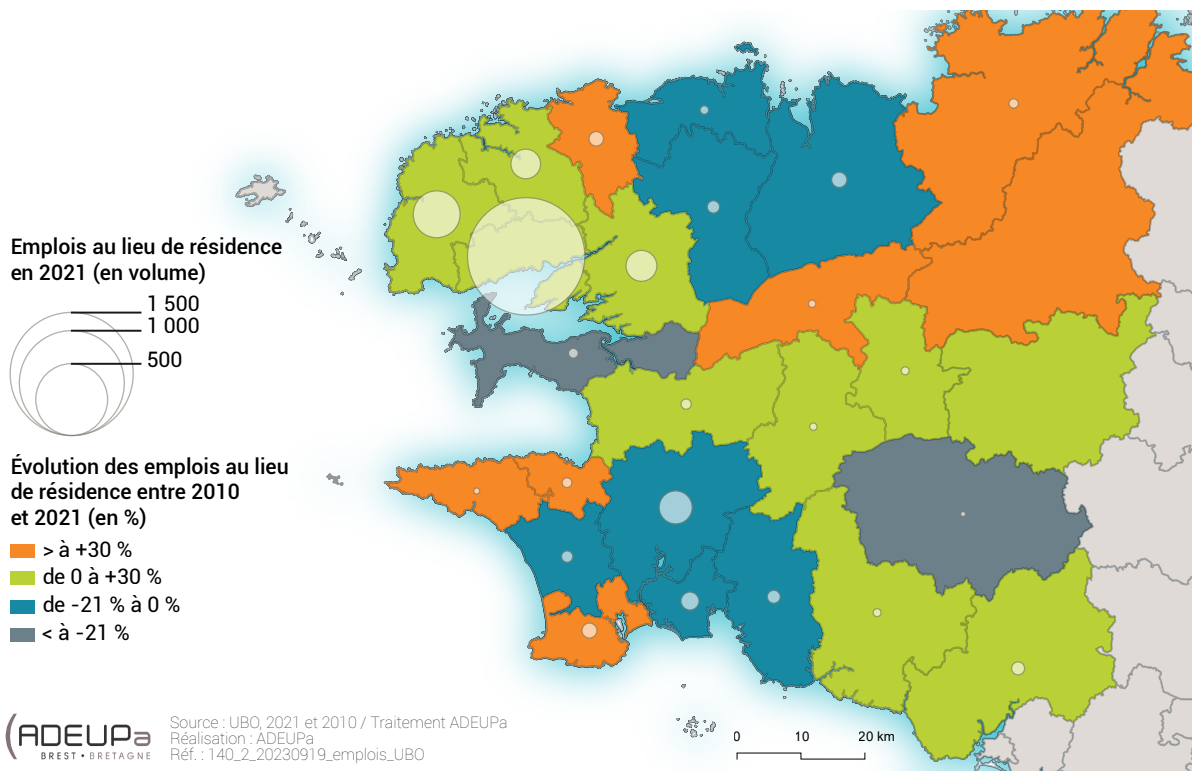 Emplois au lieu de résidence
en 2021 (en volume)
1 500
1 000
500
Évolution des emplois au lieu
de résidence entre 2010
et 2021 (en %)
> à +30 %
de 0 à +30 %
de -21 % à 0 %
< à -21 %
ADEUPa
BREST • BRETAGNE
Source : UBO, 2021 et 2010 / Traitement ADEUPa
Réalisation : ADEUPa
Réf. : 140_2_20230919_emplois_UBO
0 10 20 km